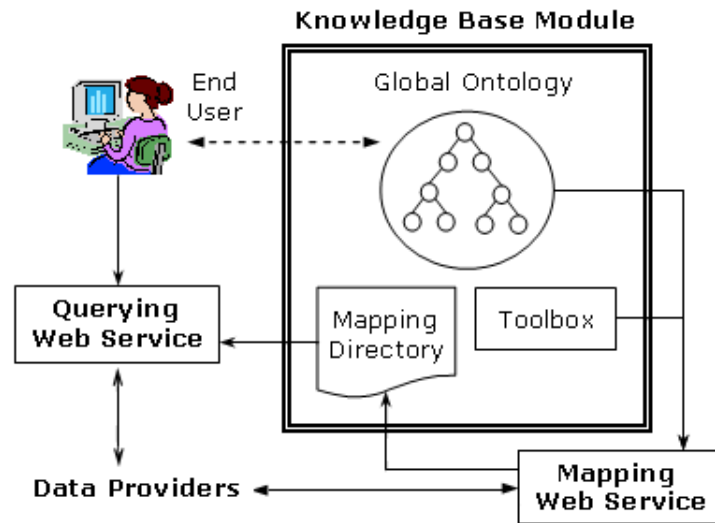 Knowledge Base Module
End
User
Global Ontology
Querying
Web Service
Mapping
Directory
Toolbox
Data Providers
Mapping
Web Service